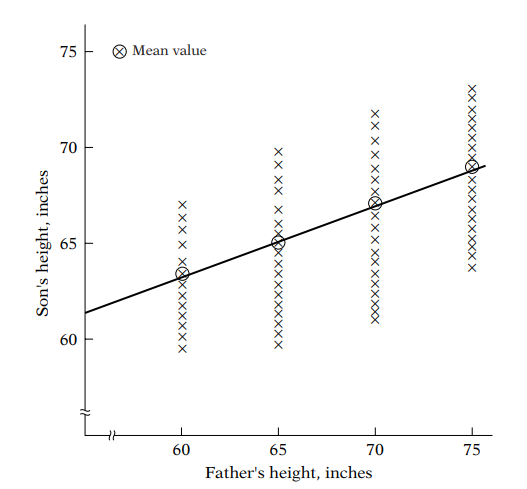 75
Mean value
70
65
60
Son's height, inches
60 65 70 75
Father's height, inches